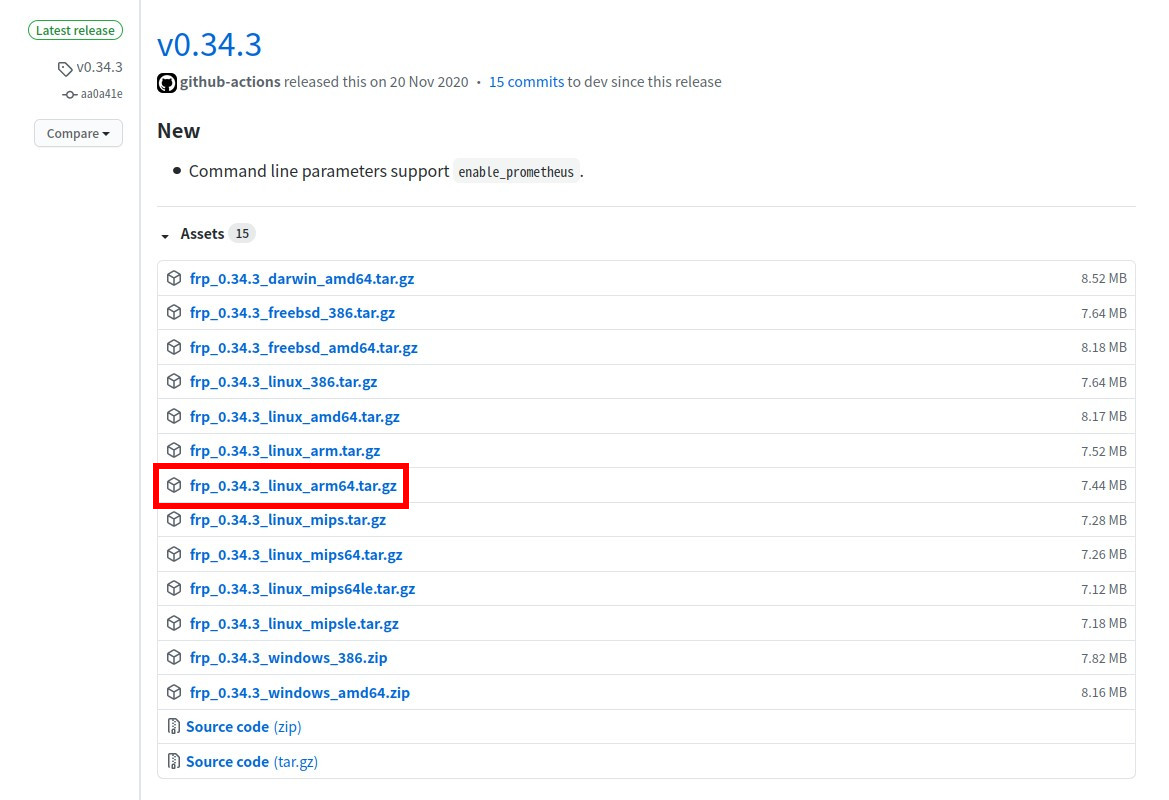 Latest release
v0.34.3
aa0a41e
Compare
v0.34.3
github-actions released this on 20 Nov 2020 · 15 commits to dev since this release
New
• Command line parameters support enable_prometheus .
Assets 15
frp_0.34.3_darwin_amd64.tar.gz 8.52 MB
frp_0.34.3_freebsd_386.tar.gz 7.64 MB
frp_0.34.3_freebsd_amd64.tar.gz 8.18 MB
frp_0.34.3_linux_386.tar.gz 7.64 MB
frp_0.34.3_linux_amd64.tar.gz 8.17 MB
frp_0.34.3_linux_arm.tar.gz 7.52 MB
frp_0.34.3_linux_arm64.tar.gz 7.44 MB
frp_0.34.3_linux_mips.tar.gz 7.28 MB
frp_0.34.3_linux_mips64.tar.gz 7.26 MB
frp_0.34.3_linux_mips64le.tar.gz 7.12 MB
frp_0.34.3_linux_mipsle.tar.gz 7.18 MB
frp_0.34.3_windows_386.zip 7.82 MB
frp_0.34.3_windows_amd64.zip 8.16 MB
Source code (zip)
Source code (tar.gz)